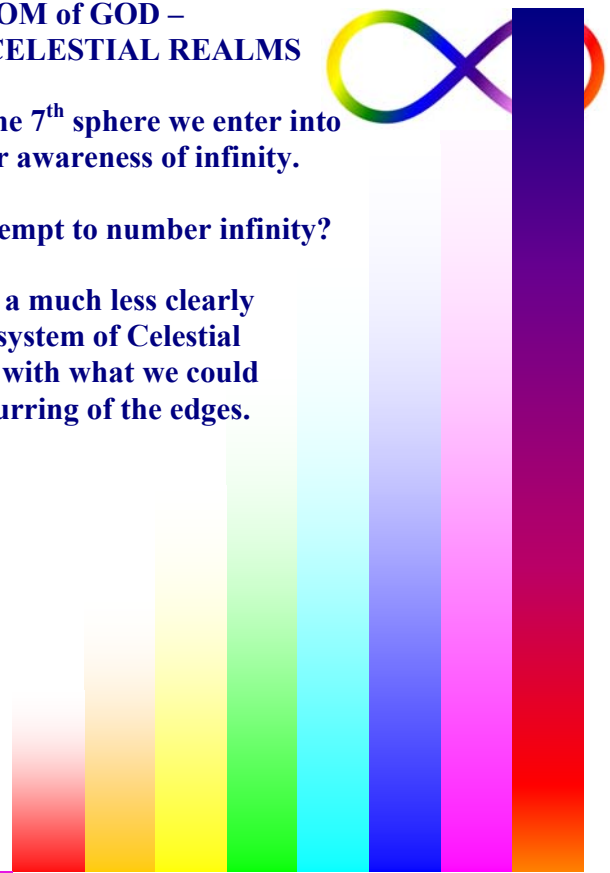 OM of GOD –
CELESTIAL REALMS
he 7th sphere we enter into
r awareness of infinity.
tempt to number infinity?
a much less clearly
system of Celestial
with what we could
urring of the edges.